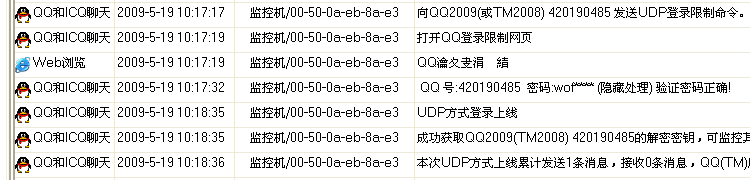 QQ和ICQ聊天 2009-5-19 10:17:17 监控机/00-50-0a-eb-8a-e3 向QQ2009(或TM2008) 420190485 发送UDP登录限制命令。
QQ和ICQ聊天 2009-5-19 10:17:19 监控机/00-50-0a-eb-8a-e3 打开QQ登录限制网页
Web浏览 2009-5-19 10:17:19 监控机/00-50-0a-eb-8a-e3 QQ
QQ和ICQ聊天 2009-5-19 10:17:32 监控机/00-50-0a-eb-8a-e3 QQ 号:420190485 密码:wof***** (隐藏处理) 验证密码正确!
QQ和ICQ聊天 2009-5-19 10:18:35 监控机/00-50-0a-eb-8a-e3 UDP方式登录上线
QQ和ICQ聊天 2009-5-19 10:18:35 监控机/00-50-0a-eb-8a-e3 成功获取QQ2009(TM2008) 420190485的解密密钥，可监控
QQ和ICQ聊天 2009-5-19 10:18:36 监控机/00-50-0a-eb-8a-e3 本次UDP方式上线累计发送1条消息，接收0条消息，QQ(TM)